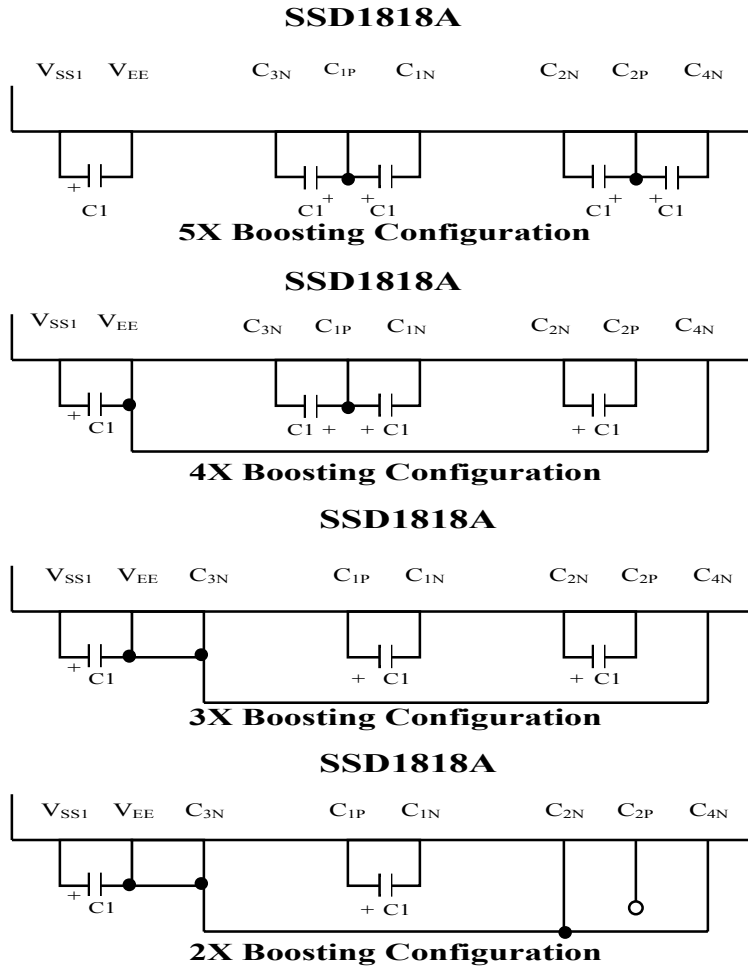 SSD1818A
VSS1 VEE C3N C1P C1N C2N C2P C4N
+ + + + +
C1 C1 C1 C1 C1
5X Boosting Configuration
SSD1818A
VSS1 VEE C3N C1P C1N C2N C2P C4N
+ C1 C1 + + C1 + C1
4X Boosting Configuration
SSD1818A
VSS1 VEE C3N C1P C1N C2N C2P C4N
+ C1 + C1 + C1
3X Boosting Configuration
SSD1818A
VSS1 VEE C3N C1P C1N C2N C2P C4N
+ C1 + C1
2X Boosting Configuration